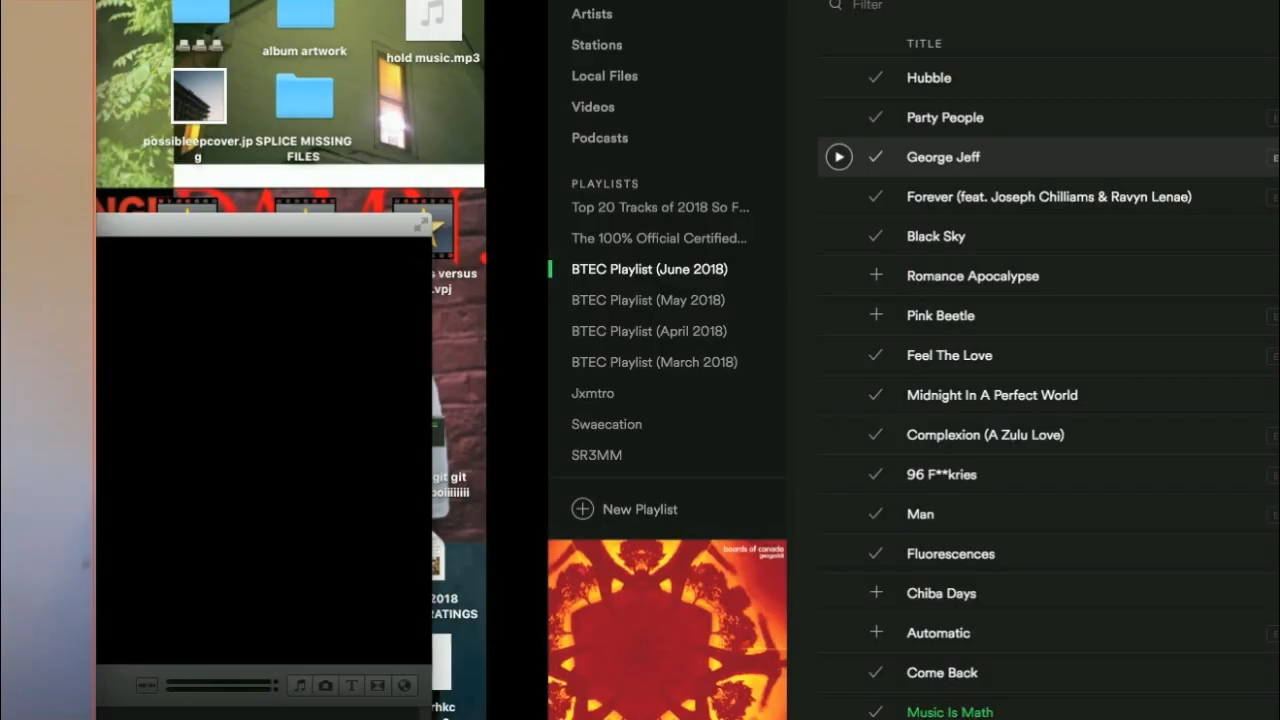 album artwork
hold music.mp3
possibleepcover.jp
g
SPLICE MISSING
FILES
s versus
.vpj
git git
boiiiiiiii
2018
RATINGS
rhkc
Artists
Stations
Local Files
Videos
Podcasts
PLAYLISTS
Top 20 Tracks of 2018 So F...
The 100% Official Certified...
BTEC Playlist (June 2018)
BTEC Playlist (May 2018)
BTEC Playlist (April 2018)
BTEC Playlist (March 2018)
Jxmtro
Swaecation
SR3MM
New Playlist
boards of canada
geogaddi
Filter
TITLE
Hubble
Party People
George Jeff
Forever (feat. Joseph Chilliams & Ravyn Lenae)
Black Sky
Romance Apocalypse
Pink Beetle
Feel The Love
Midnight In A Perfect World
Complexion (A Zulu Love)
96 F**kries
Man
Fluorescences
Chiba Days
Automatic
Come Back
Music Is Math